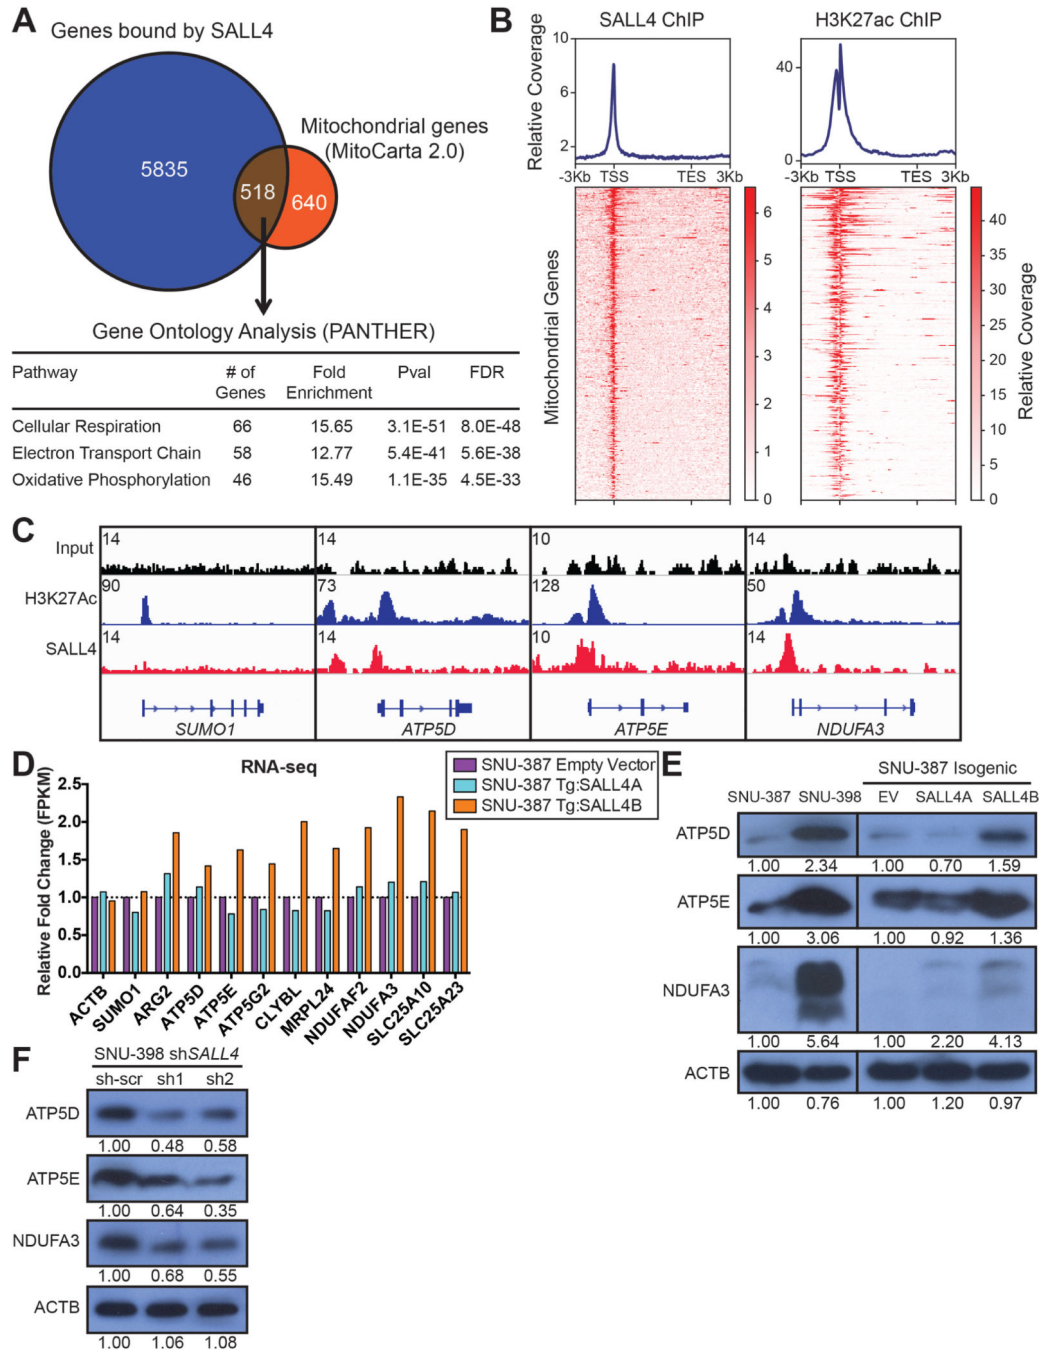 A
Genes bound by SALL4
5835
518
640
Mitochondrial genes
(MitoCarta 2.0)
Gene Ontology Analysis (PANTHER)
Pathway # of Genes Fold Enrichment Pval FDR
Cellular Respiration 66 15.65 3.1E-51 8.0E-48
Electron Transport Chain 58 12.77 5.4E-41 5.6E-38
Oxidative Phosphorylation 46 15.49 1.1E-35 4.5E-33
B
SALL4 ChIP
H3K27ac ChIP
Relative Coverage
10
6
2
-3Kb TSS TES 3Kb
40
0
-3Kb TSS TES 3Kb
Mitochondrial Genes
6
5
4
3
2
1
0
40
35
30
25
20
15
10
5
0
Relative Coverage
C
Input 14 14 10 14
H3K27Ac 90 73 128 50
SALL4 14 14 10 14
SUMO1 ATP5D ATP5E NDUFA3
D
RNA-seq
SNU-387 Empty Vector
SNU-387 Tg:SALL4A
SNU-387 Tg:SALL4B
Relative Fold Change (FPKM)
2.5
2.0
1.5
1.0
0.5
0.0
ACTB SUMO1 ARG2 ATP5D ATP5E ATP5G2 CLYBL MRPL24 NDUFAF2 NDUFA3 SLC25A10 SLC25A23
E
SNU-387 Isogenic
SNU-387 SNU-398 EV SALL4A SALL4B
ATP5D
1.00 2.34 1.00 0.70 1.59
ATP5E
1.00 3.06 1.00 0.92 1.36
NDUFA3
1.00 5.64 1.00 2.20 4.13
ACTB
1.00 0.76 1.00 1.20 0.97
F
SNU-398 shSALL4
sh-scr sh1 sh2
ATP5D
1.00 0.48 0.58
ATP5E
1.00 0.64 0.35
NDUFA3
1.00 0.68 0.55
ACTB
1.00 1.06 1.08